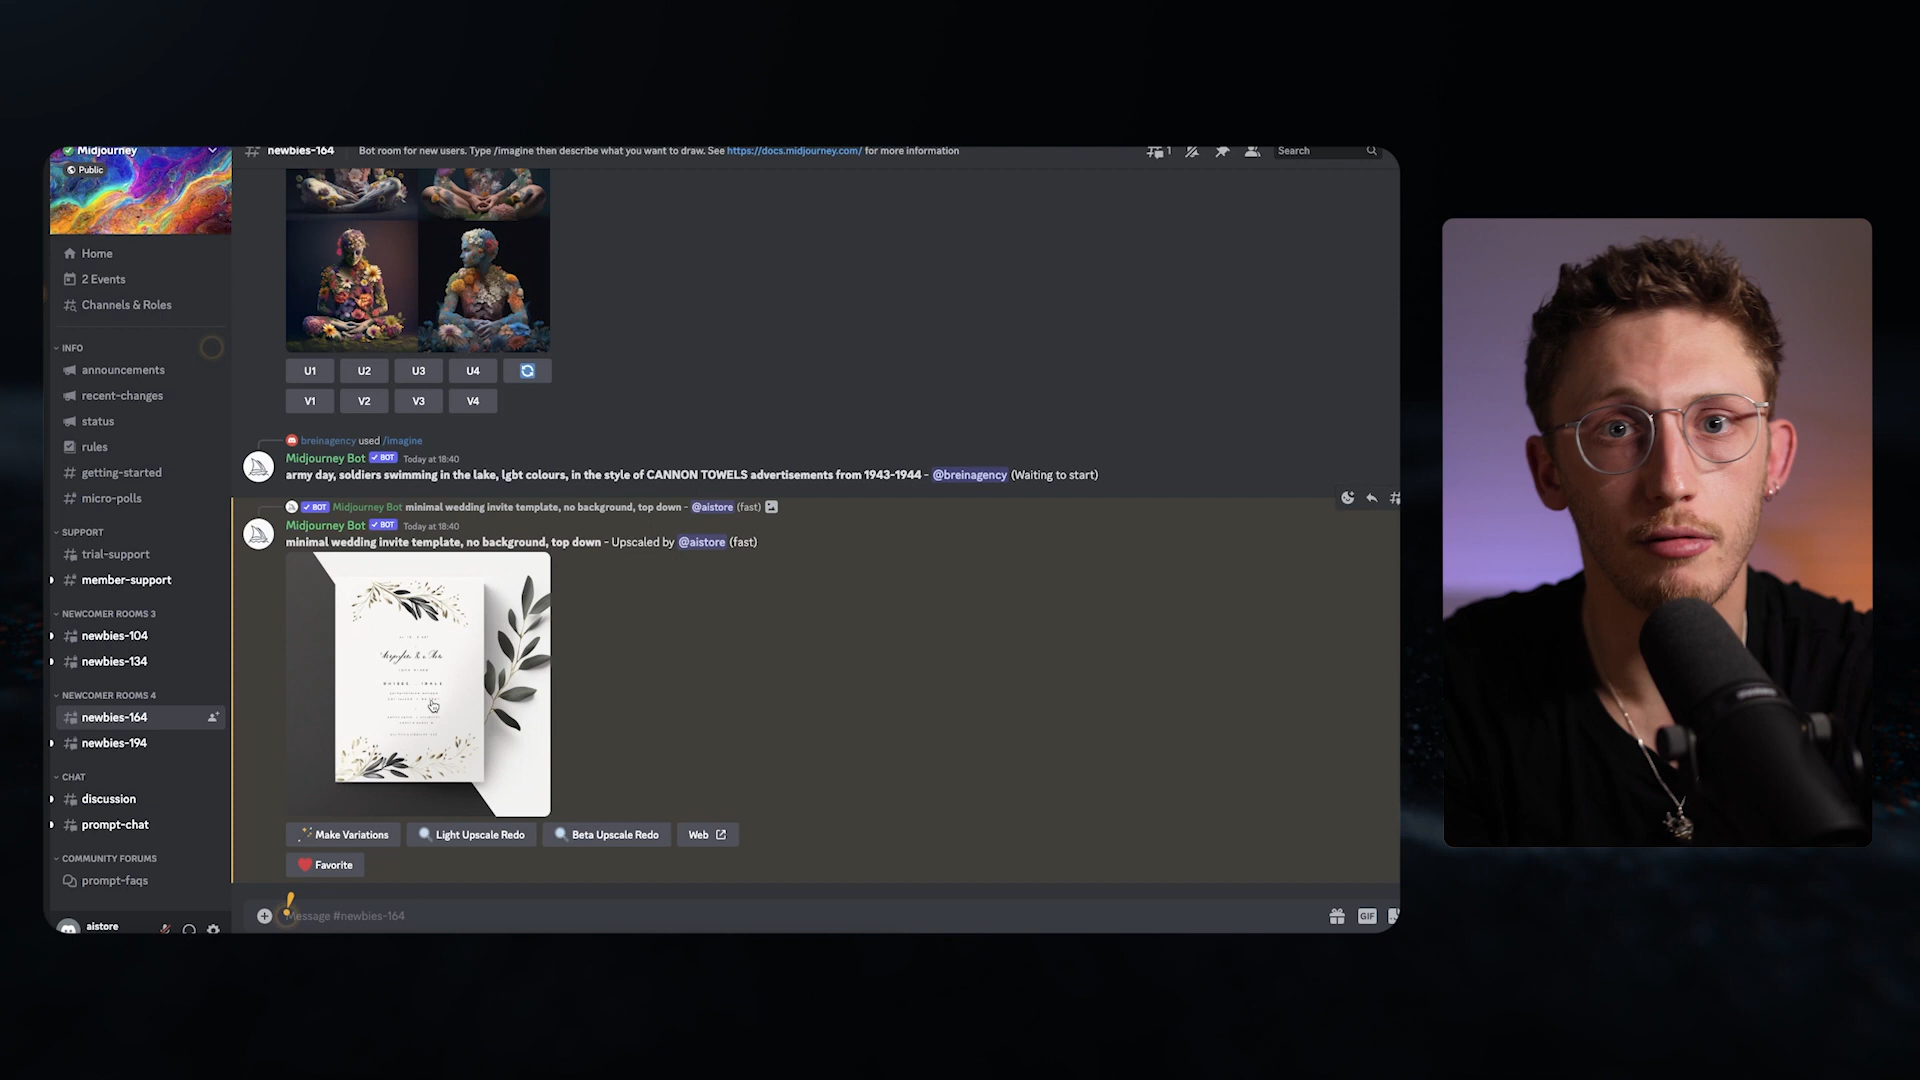 Midjourney
Public
newbies-164
Bot room for new users. Type /imagine then describe what you want to draw. See https://docs.midjourney.com/ for more information
1
Search
Home
2 Events
Channels & Roles
INFO
announcements
recent-changes
status
rules
getting-started
micro-polls
SUPPORT
trial-support
member-support
NEWCOMER ROOMS 3
newbies-104
newbies-134
NEWCOMER ROOMS 4
newbies-164
newbies-194
CHAT
discussion
prompt-chat
COMMUNITY FORUMS
prompt-faqs
aistore
U1 U2 U3 U4
V1 V2 V3 V4
breinagency used /imagine
Midjourney Bot BOT Today at 18:40
army day, soldiers swimming in the lake, lgbt colours, in the style of CANNON TOWELS advertisements from 1943-1944 - @breinagency (Waiting to start)
BOT Midjourney Bot minimal wedding invite template, no background, top down - @aistore (fast)
Midjourney Bot BOT Today at 18:40
minimal wedding invite template, no background, top down - Upscaled by @aistore (fast)
Make Variations Light Upscale Redo Beta Upscale Redo Web
Favorite
Message #newbies-164
GIF